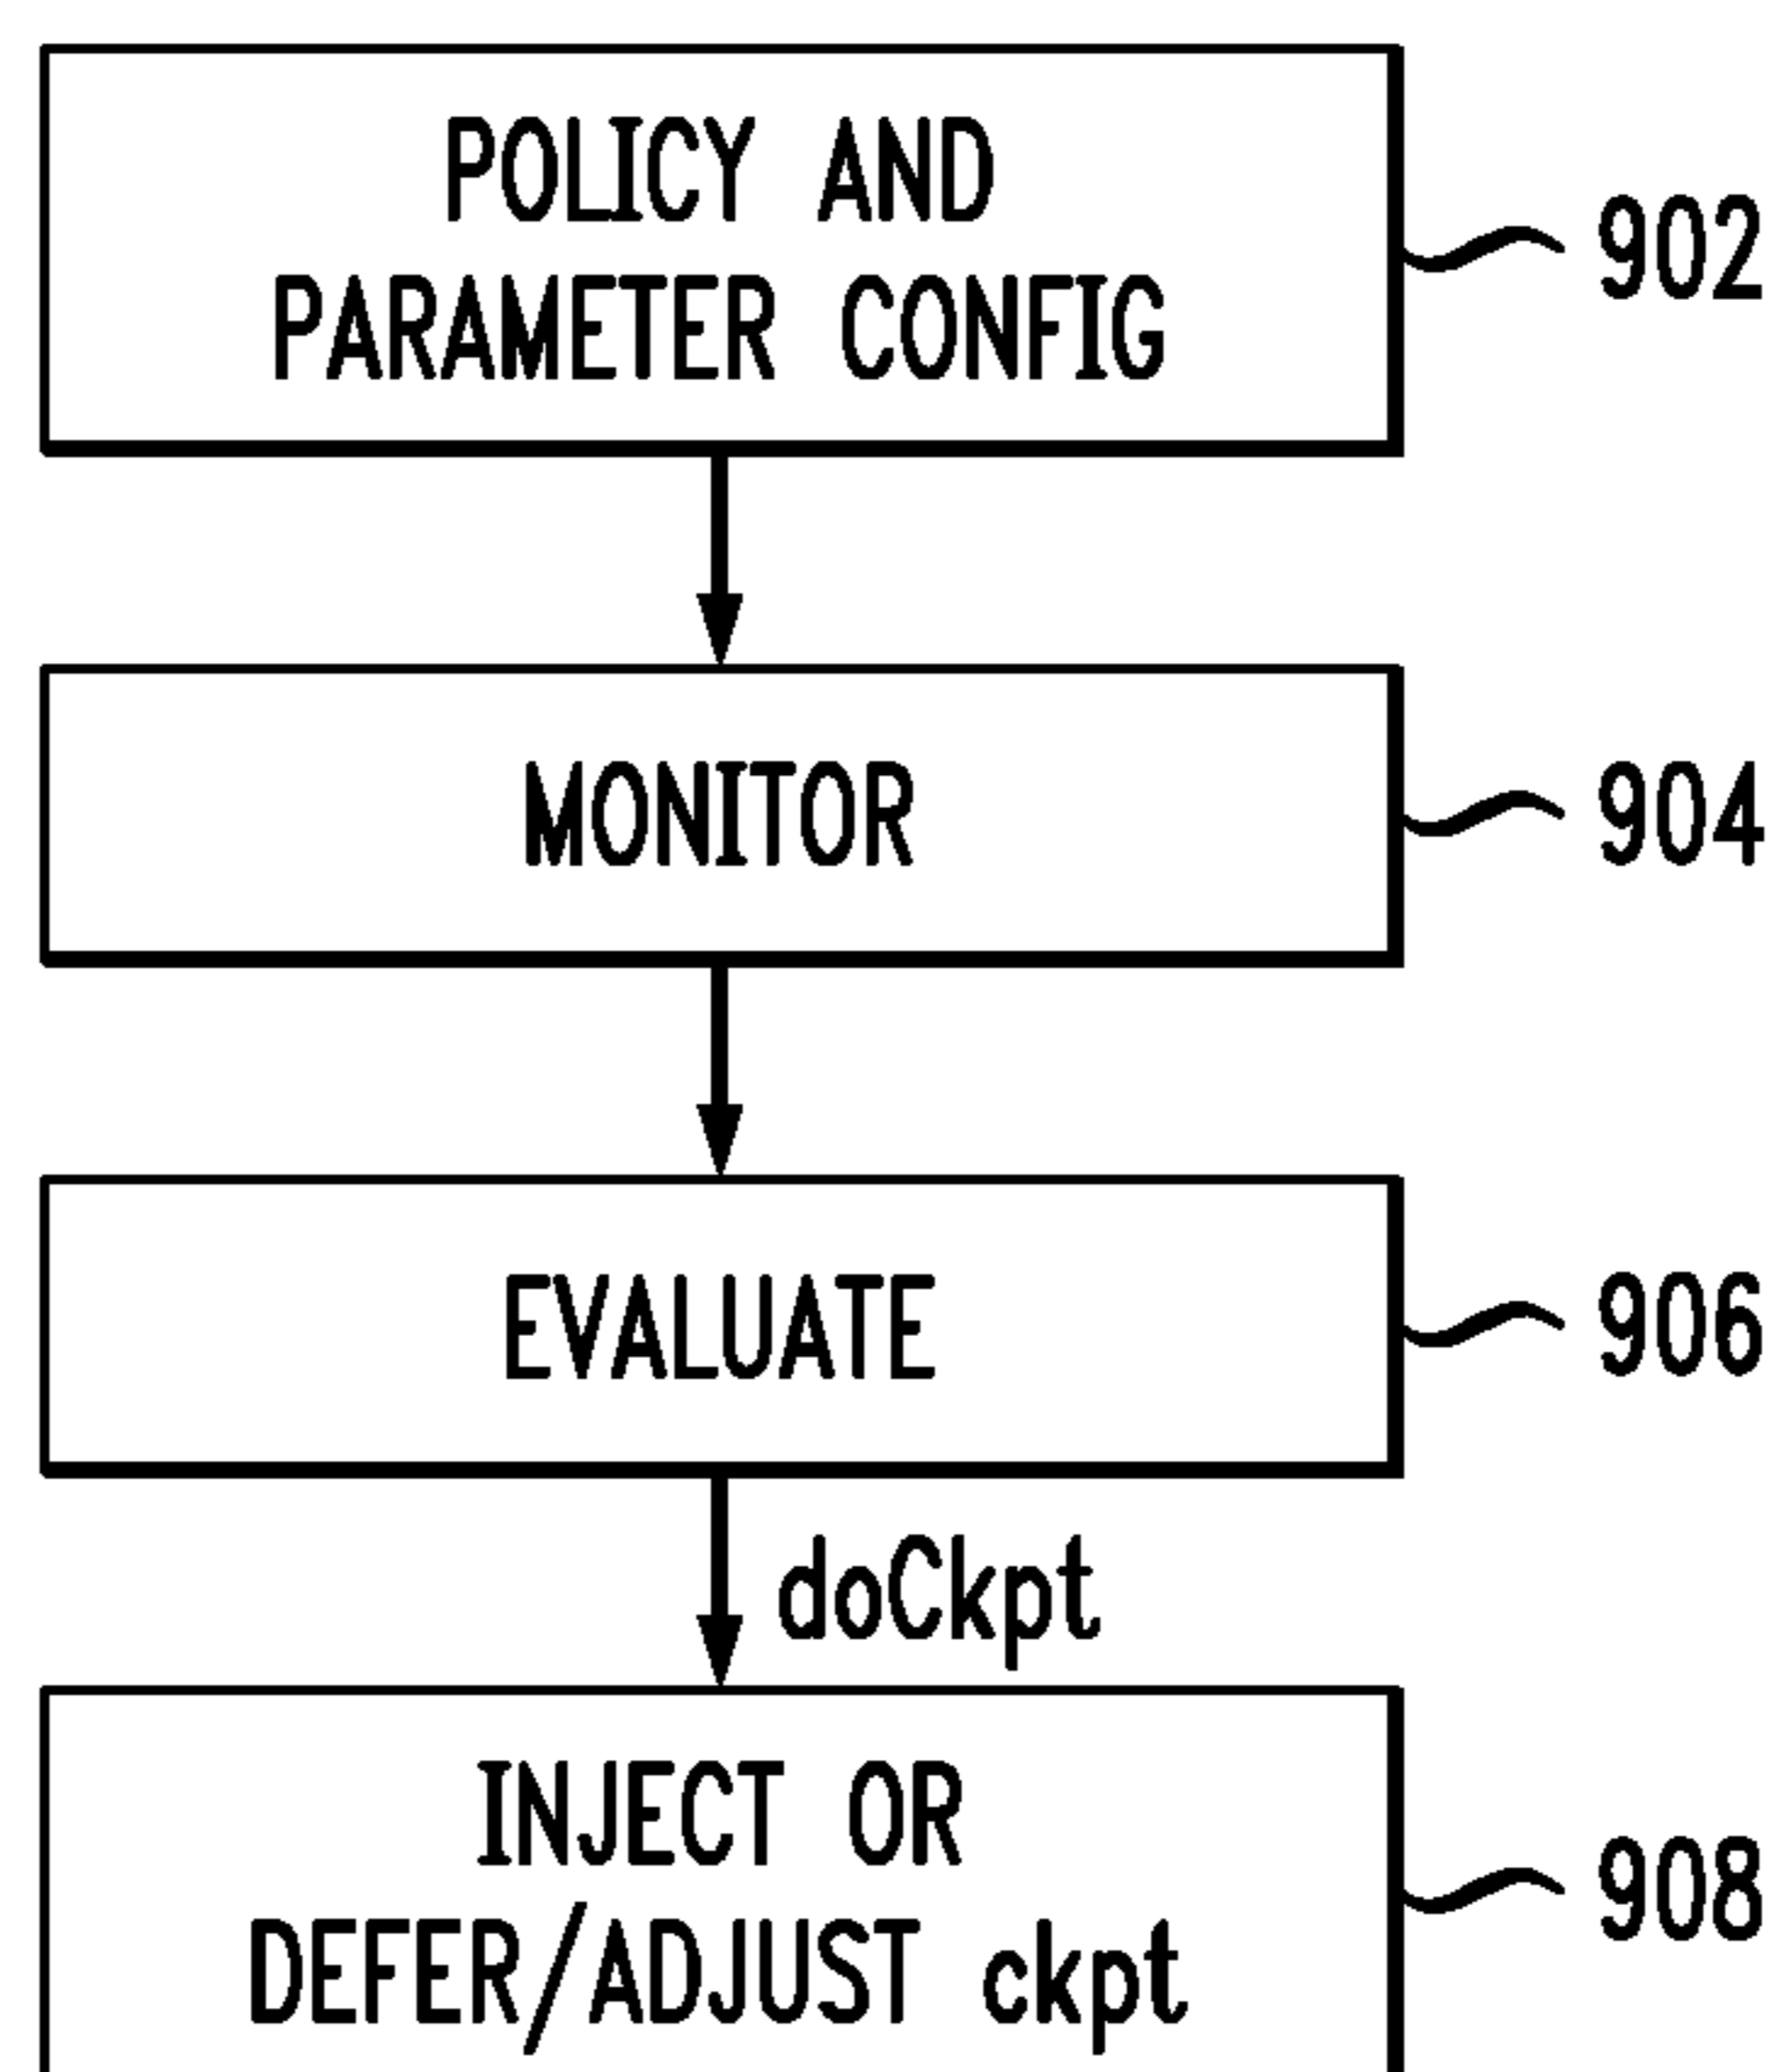 POLICY AND
PARAMETER CONFIG
902
MONITOR
904
EVALUATE
906
doCkpt
INJECT OR
DEFER/ADJUST ckpt
908